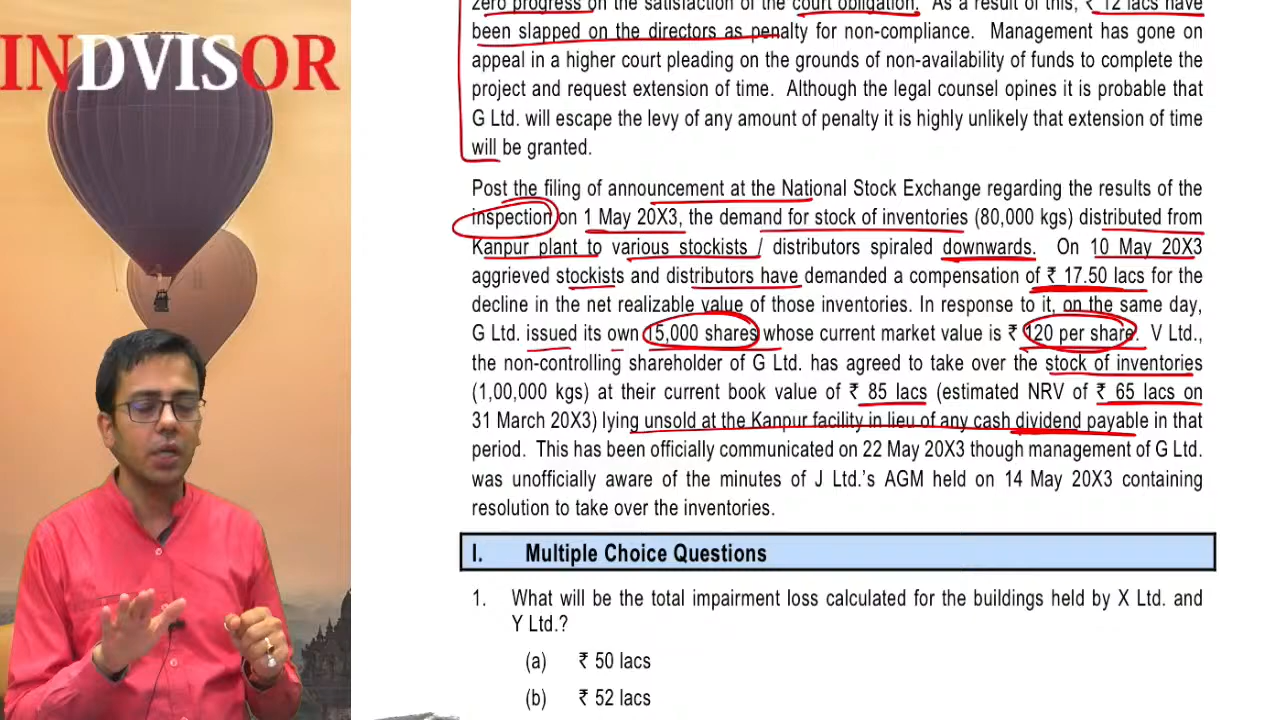 INDVISOR
zero progress on the satisfaction of the court obligation. As a result of this, ₹ 12 lacs have
been slapped on the directors as penalty for non-compliance. Management has gone on
appeal in a higher court pleading on the grounds of non-availability of funds to complete the
project and request extension of time. Although the legal counsel opines it is probable that
G Ltd. will escape the levy of any amount of penalty it is highly unlikely that extension of time
will be granted.
Post the filing of announcement at the National Stock Exchange regarding the results of the
inspection on 1 May 20X3, the demand for stock of inventories (80,000 kgs) distributed from
Kanpur plant to various stockists / distributors spiraled downwards. On 10 May 20X3
aggrieved stockists and distributors have demanded a compensation of ₹ 17.50 lacs for the
decline in the net realizable value of those inventories. In response to it, on the same day,
G Ltd. issued its own 15,000 shares whose current market value is ₹ 120 per share. V Ltd.,
the non-controlling shareholder of G Ltd. has agreed to take over the stock of inventories
(1,00,000 kgs) at their current book value of ₹ 85 lacs (estimated NRV of ₹ 65 lacs on
31 March 20X3) lying unsold at the Kanpur facility in lieu of any cash dividend payable in that
period. This has been officially communicated on 22 May 20X3 though management of G Ltd.
was unofficially aware of the minutes of J Ltd.'s AGM held on 14 May 20X3 containing
resolution to take over the inventories.
I. Multiple Choice Questions
1. What will be the total impairment loss calculated for the buildings held by X Ltd. and
Y Ltd.?
(a) ₹ 50 lacs
(b) ₹ 52 lacs